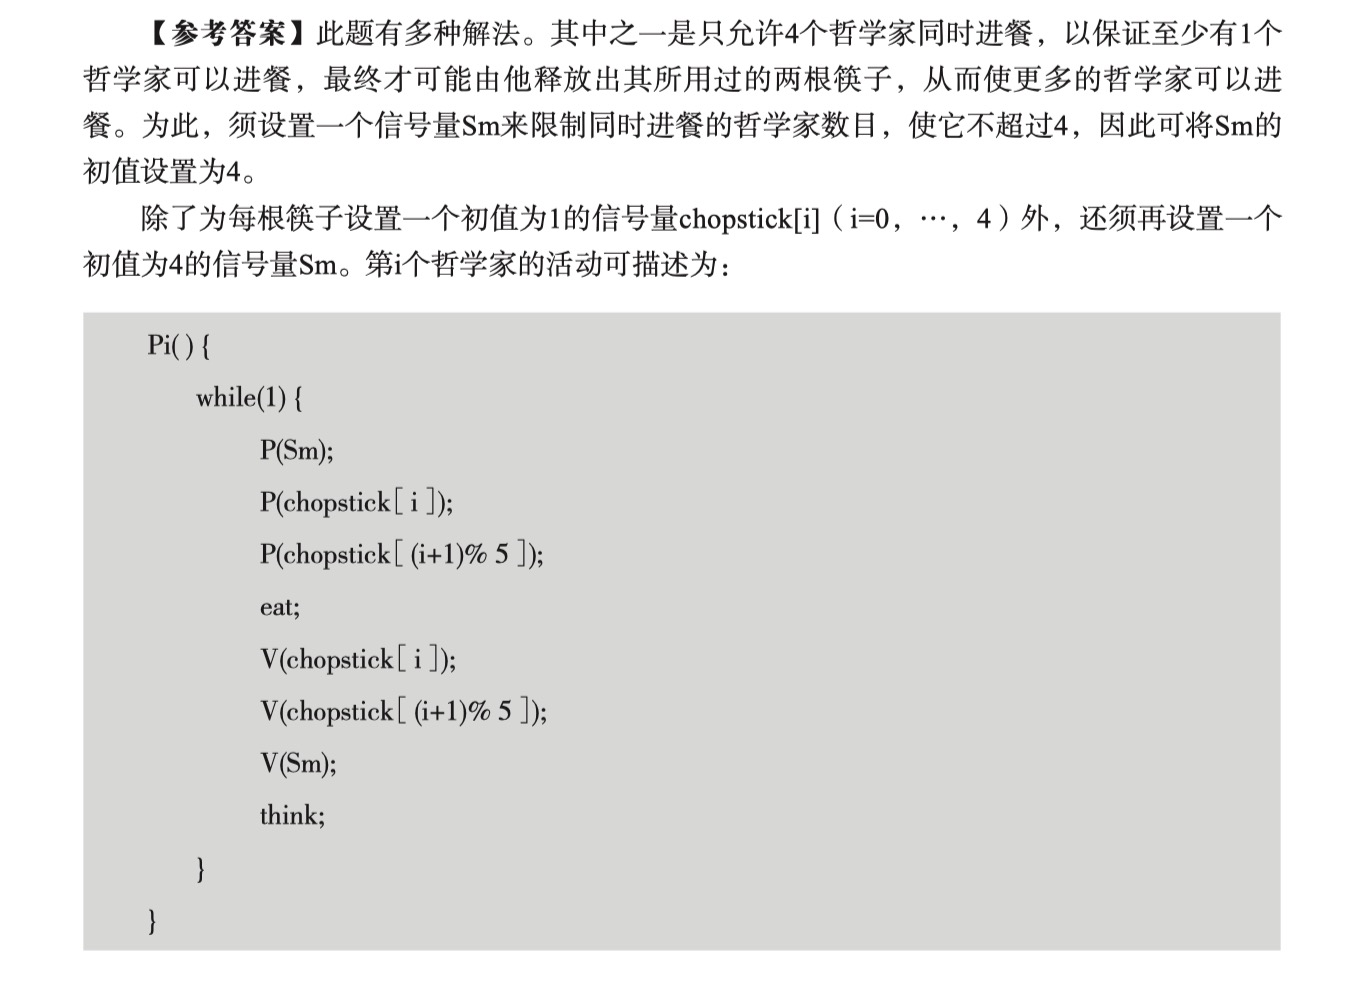 【参考答案】此题有多种解法。其中之一是只允许4个哲学家同时进餐，以保证至少有1个
哲学家可以进餐，最终才可能由他释放出其所用过的两根筷子，从而使更多的哲学家可以进
餐。为此，须设置一个信号量Sm来限制同时进餐的哲学家数目，使它不超过4，因此可将Sm的
初值设置为4。
除了为每根筷子设置一个初值为1的信号量chopstick[i]（i=0，…，4）外，还须再设置一个
初值为4的信号量Sm。第i个哲学家的活动可描述为：
Pi( ) {
while(1) {
P(Sm);
P(chopstick[ i ]);
P(chopstick[ (i+1)% 5 ]);
eat;
V(chopstick[ i ]);
V(chopstick[ (i+1)% 5 ]);
V(Sm);
think;
}
}